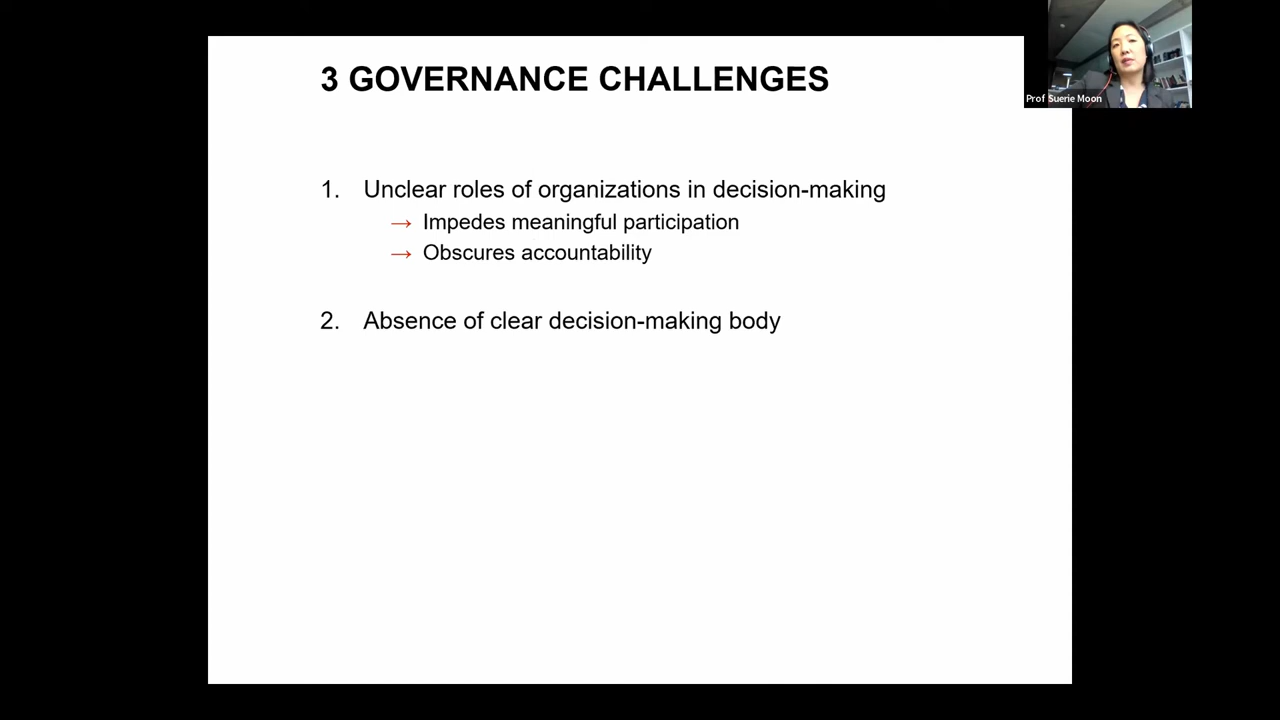 3 GOVERNANCE CHALLENGES
Prof Suerie Moon
1. Unclear roles of organizations in decision-making
→ Impedes meaningful participation
→ Obscures accountability
2. Absence of clear decision-making body